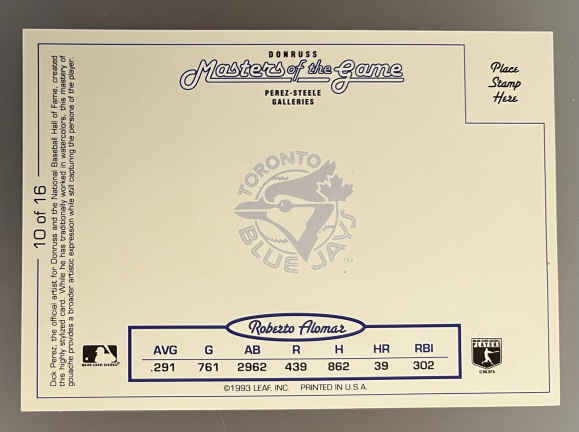 DONRUSS
Masters of the Game
PEREZ-STEELE
GALLERIES
Place
Stamp
Here
10 of 16
Dick Perez, the official artist for Donruss and the National Baseball Hall of Fame, created
this highly stylized card. While he has traditionally worked in watercolors, this mastery of
gouache provides a broader artistic expression while still capturing the persona of the player.
TORONTO
BLUE JAYS
Roberto Alomar
AVG G AB R H HR RBI
.291 761 2962 439 862 39 302
©1993 LEAF, INC. PRINTED IN U.S.A.
PLAYERS